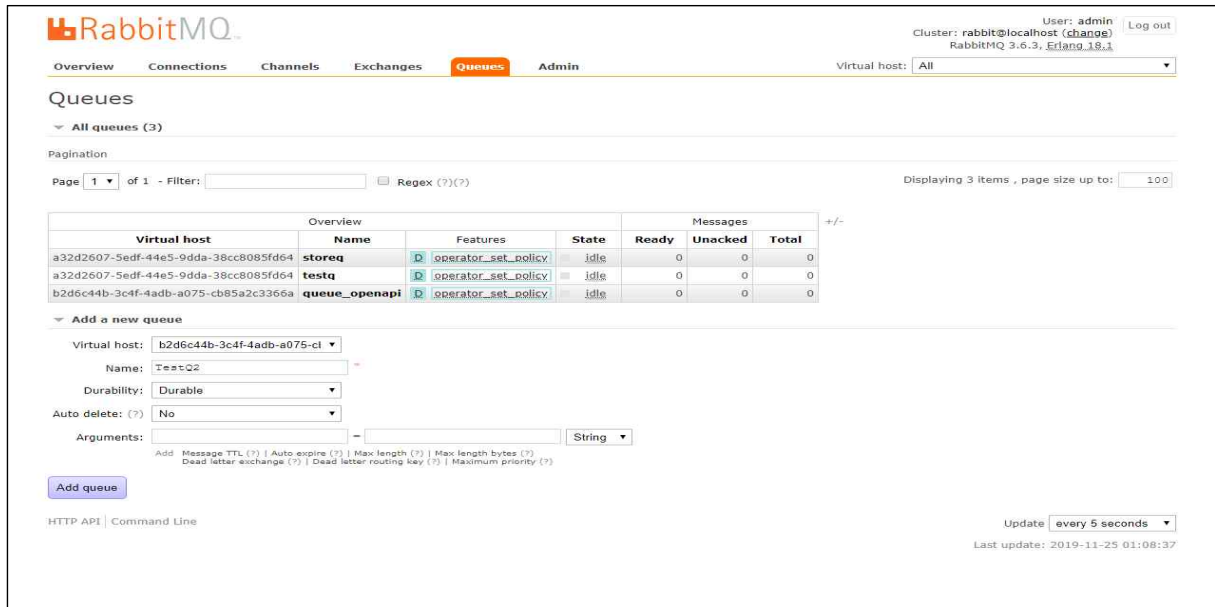 RabbitMQ
User: admin
Log out
Cluster: rabbit@localhost (change)
RabbitMQ 3.6.3, Erlang 18.1
Overview Connections Channels Exchanges Queues Admin
Virtual host: All
Queues
All queues (3)
Pagination
Page 1 of 1 - Filter: Regex (?)(?) Displaying 3 items , page size up to: 100
Overview Messages +/-
Virtual host Name Features State Ready Unacked Total
a32d2607-5edf-44e5-9dda-38cc8085fd64 storeq D operator_set_policy idle 0 0 0
a32d2607-5edf-44e5-9dda-38cc8085fd64 testq D operator_set_policy idle 0 0 0
b2d6c44b-3c4f-4adb-a075-cb85a2c3366a queue_openapi D operator_set_policy idle 0 0 0
Add a new queue
Virtual host: b2d6c44b-3c4f-4adb-a075-cl
Name: TestQ2 *
Durability: Durable
Auto delete: (?) No
Arguments: = String
Add Message TTL (?) | Auto expire (?) | Max length (?) | Max length bytes (?)
Dead letter exchange (?) | Dead letter routing key (?) | Maximum priority (?)
Add queue
HTTP API | Command Line
Update every 5 seconds
Last update: 2019-11-25 01:08:37